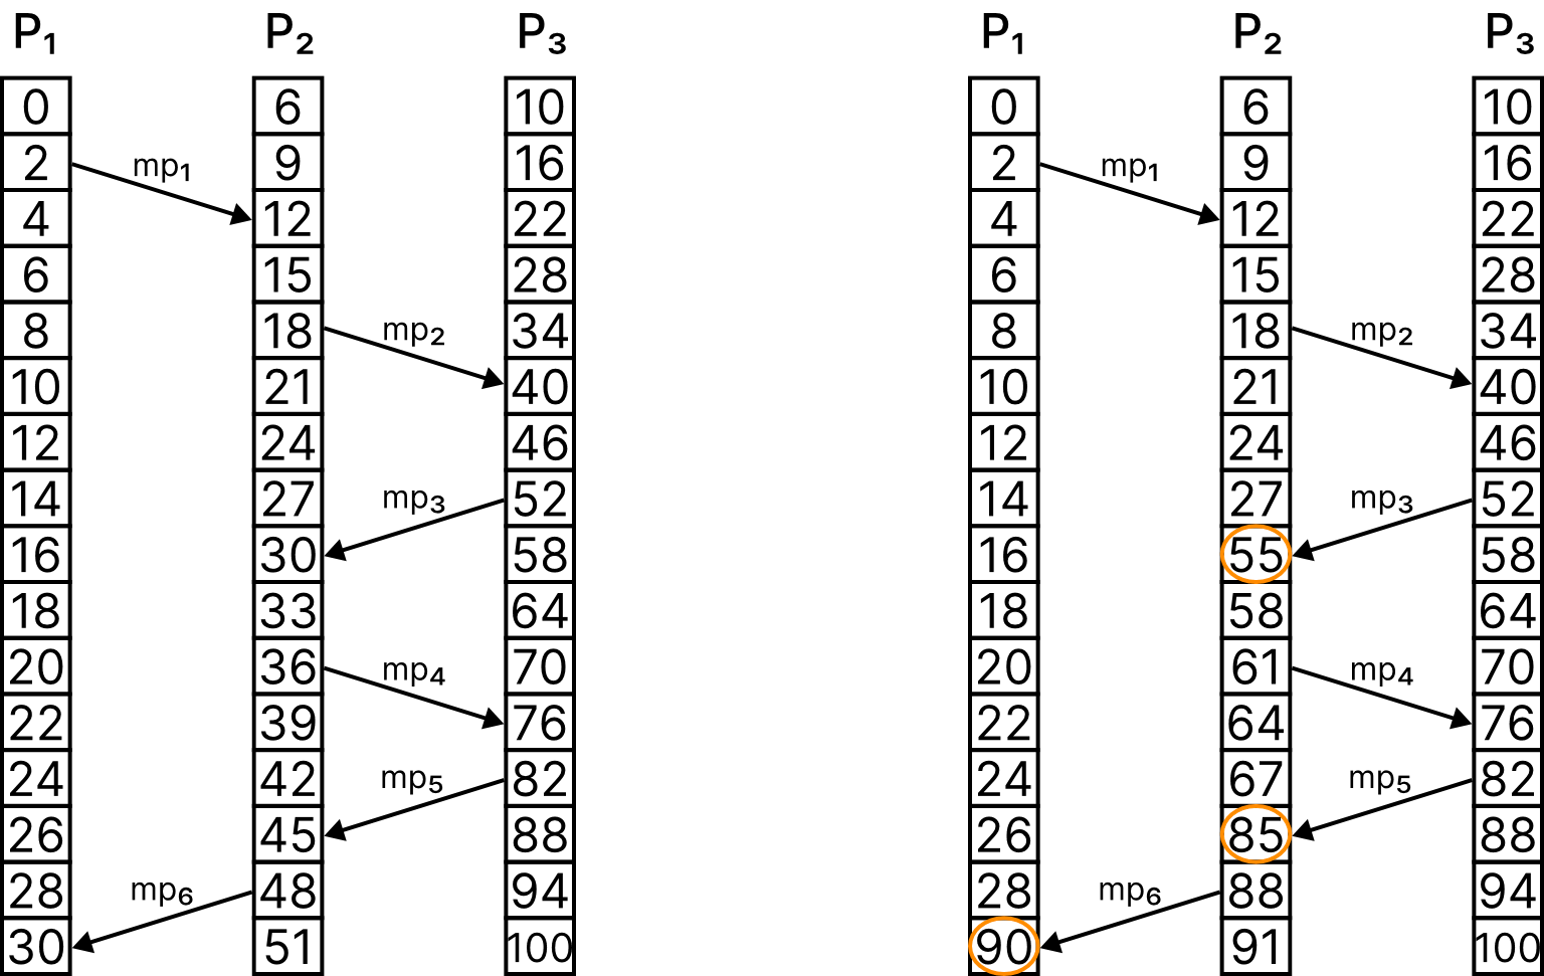 P₁ P₂ P₃ P₁ P₂ P₃
0 6 10 0 6 10
2 mp₁ 9 16 2 mp₁ 9 16
4 12 22 4 12 22
6 15 28 6 15 28
8 18 mp₂ 34 8 18 mp₂ 34
10 21 40 10 21 40
12 24 46 12 24 46
14 27 mp₃ 52 14 27 mp₃ 52
16 30 58 16 55 58
18 33 64 18 58 64
20 36 mp₄ 70 20 61 mp₄ 70
22 39 76 22 64 76
24 42 mp₅ 82 24 67 mp₅ 82
26 45 88 26 85 88
28 mp₆ 48 94 28 mp₆ 88 94
30 51 100 90 91 100